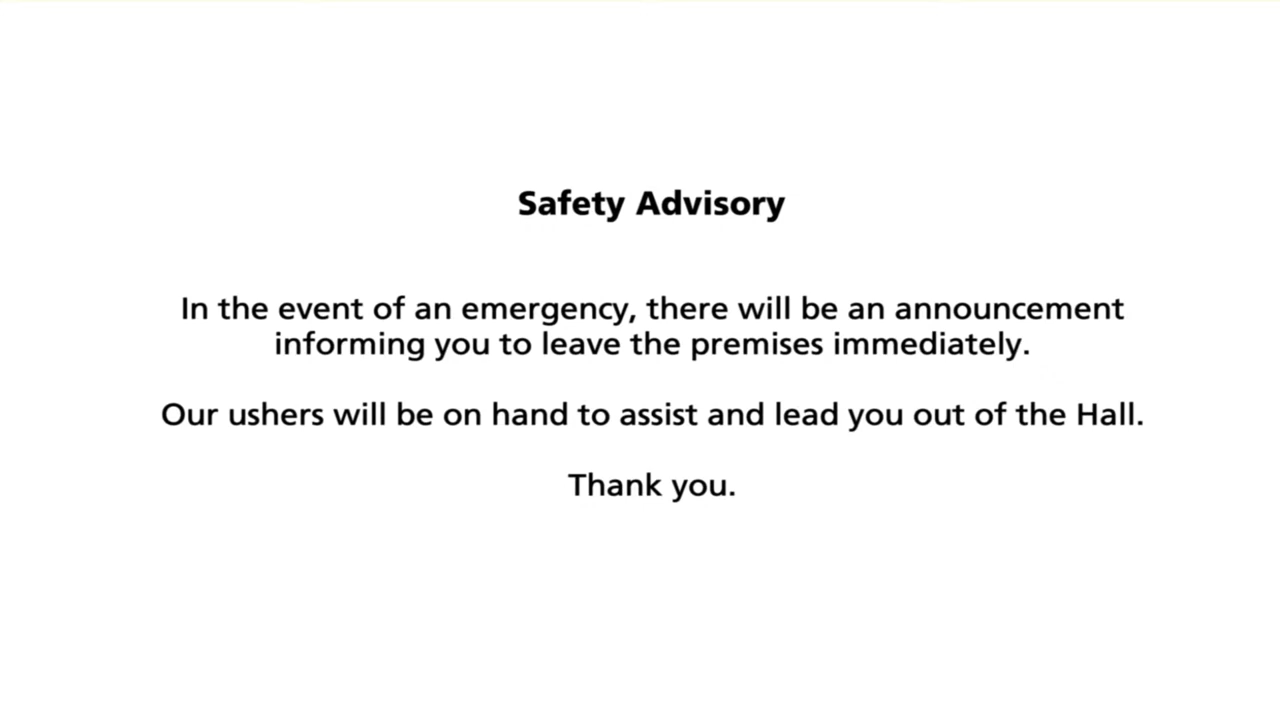 Safety Advisory
In the event of an emergency, there will be an announcement
informing you to leave the premises immediately.
Our ushers will be on hand to assist and lead you out of the Hall.
Thank you.